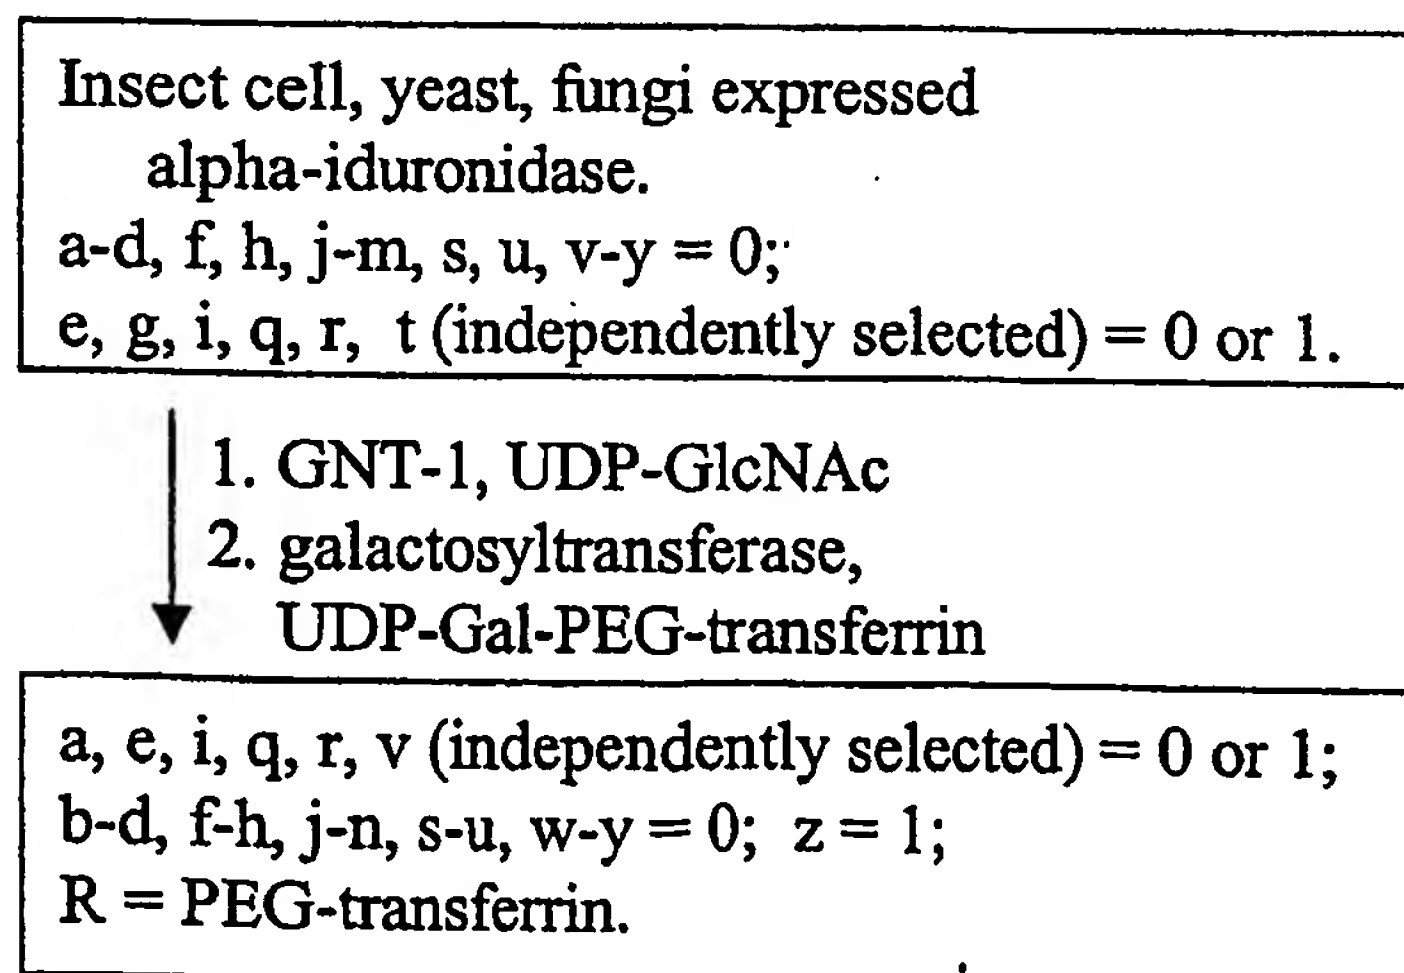 Insect cell, yeast, fungi expressed
alpha-iduronidase.
a-d, f, h, j-m, s, u, v-y = 0;
e, g, i, q, r, t (independently selected) = 0 or 1.
1. GNT-1, UDP-GlcNAc
2. galactosyltransferase,
UDP-Gal-PEG-transferrin
a, e, i, q, r, v (independently selected) = 0 or 1;
b-d, f-h, j-n, s-u, w-y = 0; z = 1;
R = PEG-transferrin.